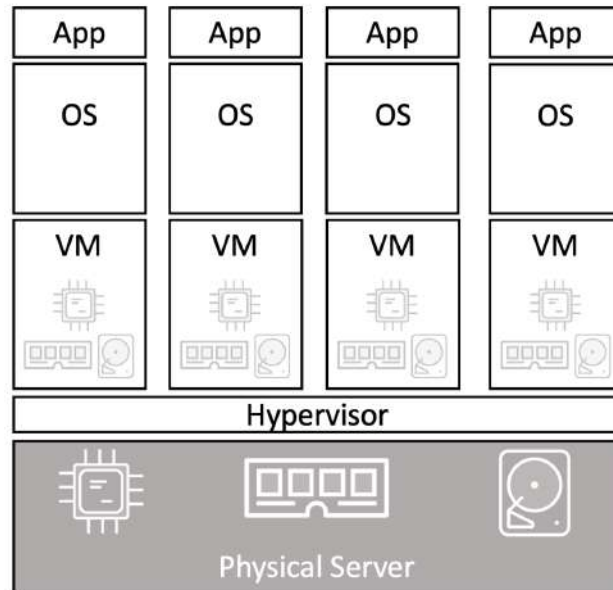 App App App App
OS OS OS OS
VM VM VM VM
Hypervisor
Physical Server